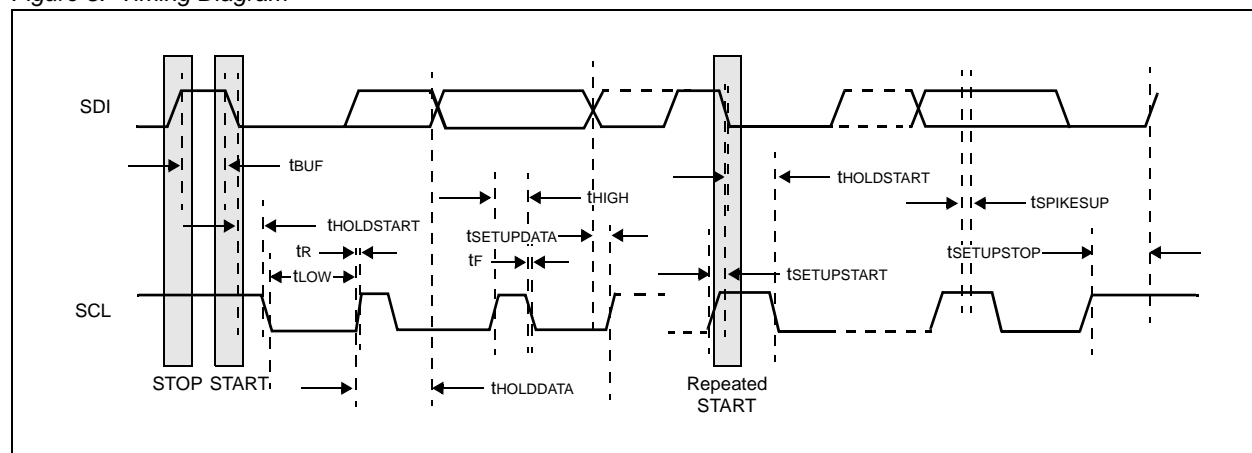 Figure 3. Timing Diagram
SDI
tBUF
tHOLDSTART
tHIGH
tHOLDSTART
tSPIKESUP
tSETUPDATA
tR
tF
tSETUPSTOP
tLOW
tSETUPSTART
SCL
STOP START
tHOLDDATA
Repeated
START